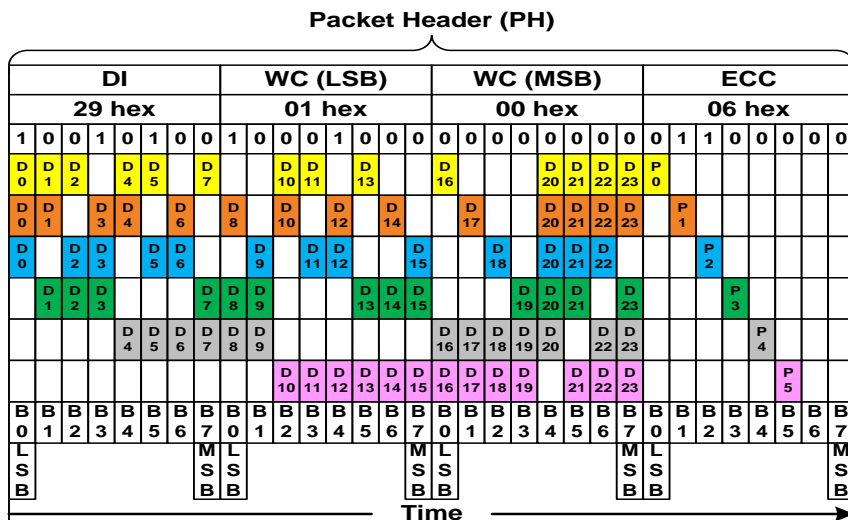 Packet Header (PH)
DI WC (LSB) WC (MSB) ECC
29 hex 01 hex 00 hex 06 hex
1 0 0 1 0 1 0 0 1 0 0 0 1 0 0 0 0 0 0 0 0 0 0 0 0 1 1 0 0 0 0 0
D0 D1 D2 D4 D5 D7 D10 D11 D13 D16 D20 D21 D22 D23 P0
D0 D1 D3 D4 D6 D8 D10 D12 D14 D17 D20 D21 D22 D23 P1
D0 D2 D3 D5 D6 D9 D11 D12 D15 D18 D20 D21 D22 P2
D1 D2 D3 D7 D8 D9 D13 D14 D15 D19 D20 D21 D23 P3
D4 D5 D6 D7 D8 D9 D16 D17 D18 D19 D20 D22 D23 P4
D10 D11 D12 D13 D14 D15 D16 D17 D18 D19 D21 D22 D23 P5
B0 B1 B2 B3 B4 B5 B6 B7 B0 B1 B2 B3 B4 B5 B6 B7 B0 B1 B2 B3 B4 B5 B6 B7 B0 B1 B2 B3 B4 B5 B6 B7
LSB MSB LSB MSB LSB MSB LSB MSB
Time